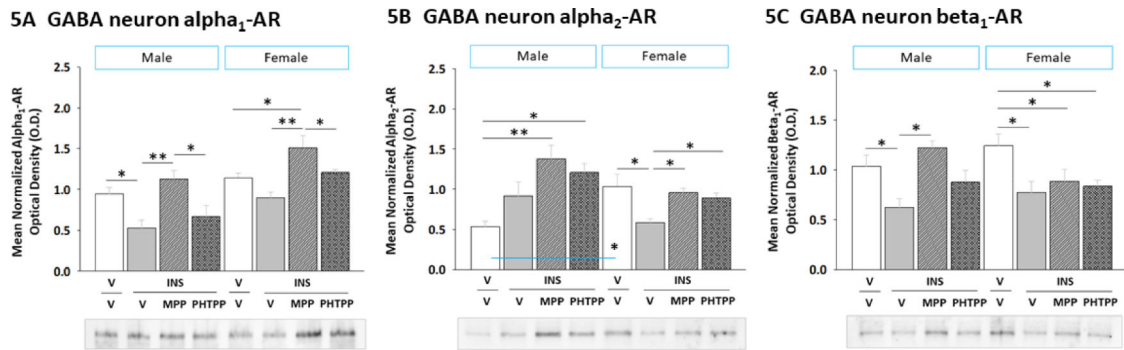 5A GABA neuron alpha₁-AR
Male Female
Mean Normalized Alpha₁-AR
Optical Density (O.D.)
2.5
2.0
1.5
1.0
0.5
0.0
* ** * * ** *
V INS V INS
V V MPP PHTPP V V MPP PHTPP
5B GABA neuron alpha₂-AR
Male Female
Mean Normalized Alpha₂-AR
Optical Density (O.D.)
2.5
2.0
1.5
1.0
0.5
0.0
* ** * * * *
V INS V INS
V V MPP PHTPP V V MPP PHTPP
5C GABA neuron beta₁-AR
Male Female
Mean Normalized Beta₁-AR
Optical Density (O.D.)
2.0
1.5
1.0
0.5
0.0
* * * * *
V INS V INS
V V MPP PHTPP V V MPP PHTPP